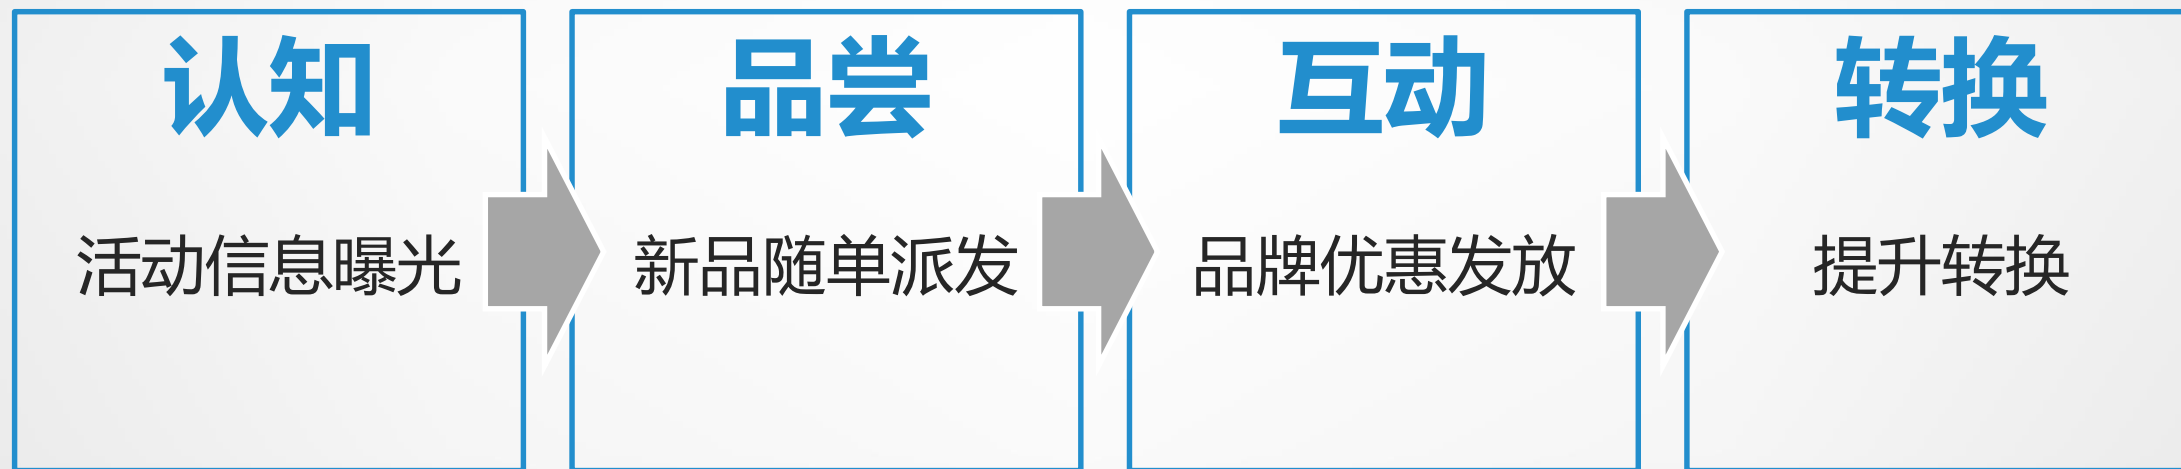 认知
活动信息曝光
品尝
新品随单派发
互动
品牌优惠发放
转换
提升转换